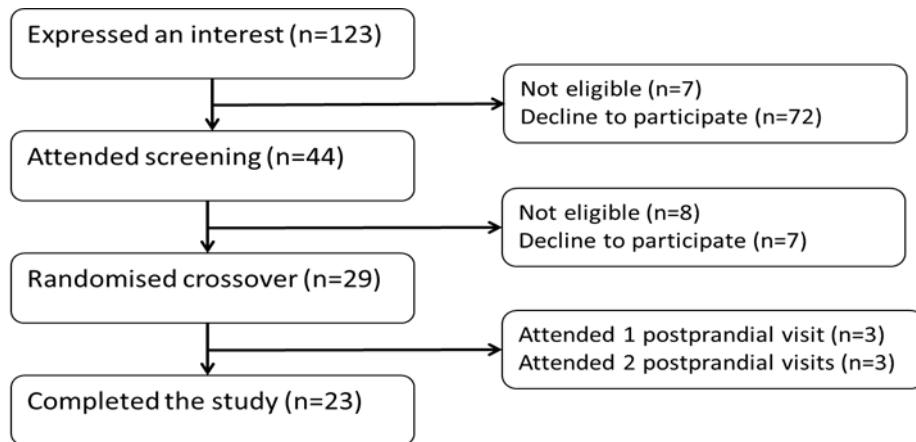 Expressed an interest (n=123)
Not eligible (n=7)
Decline to participate (n=72)
Attended screening (n=44)
Not eligible (n=8)
Decline to participate (n=7)
Randomised crossover (n=29)
Attended 1 postprandial visit (n=3)
Attended 2 postprandial visits (n=3)
Completed the study (n=23)